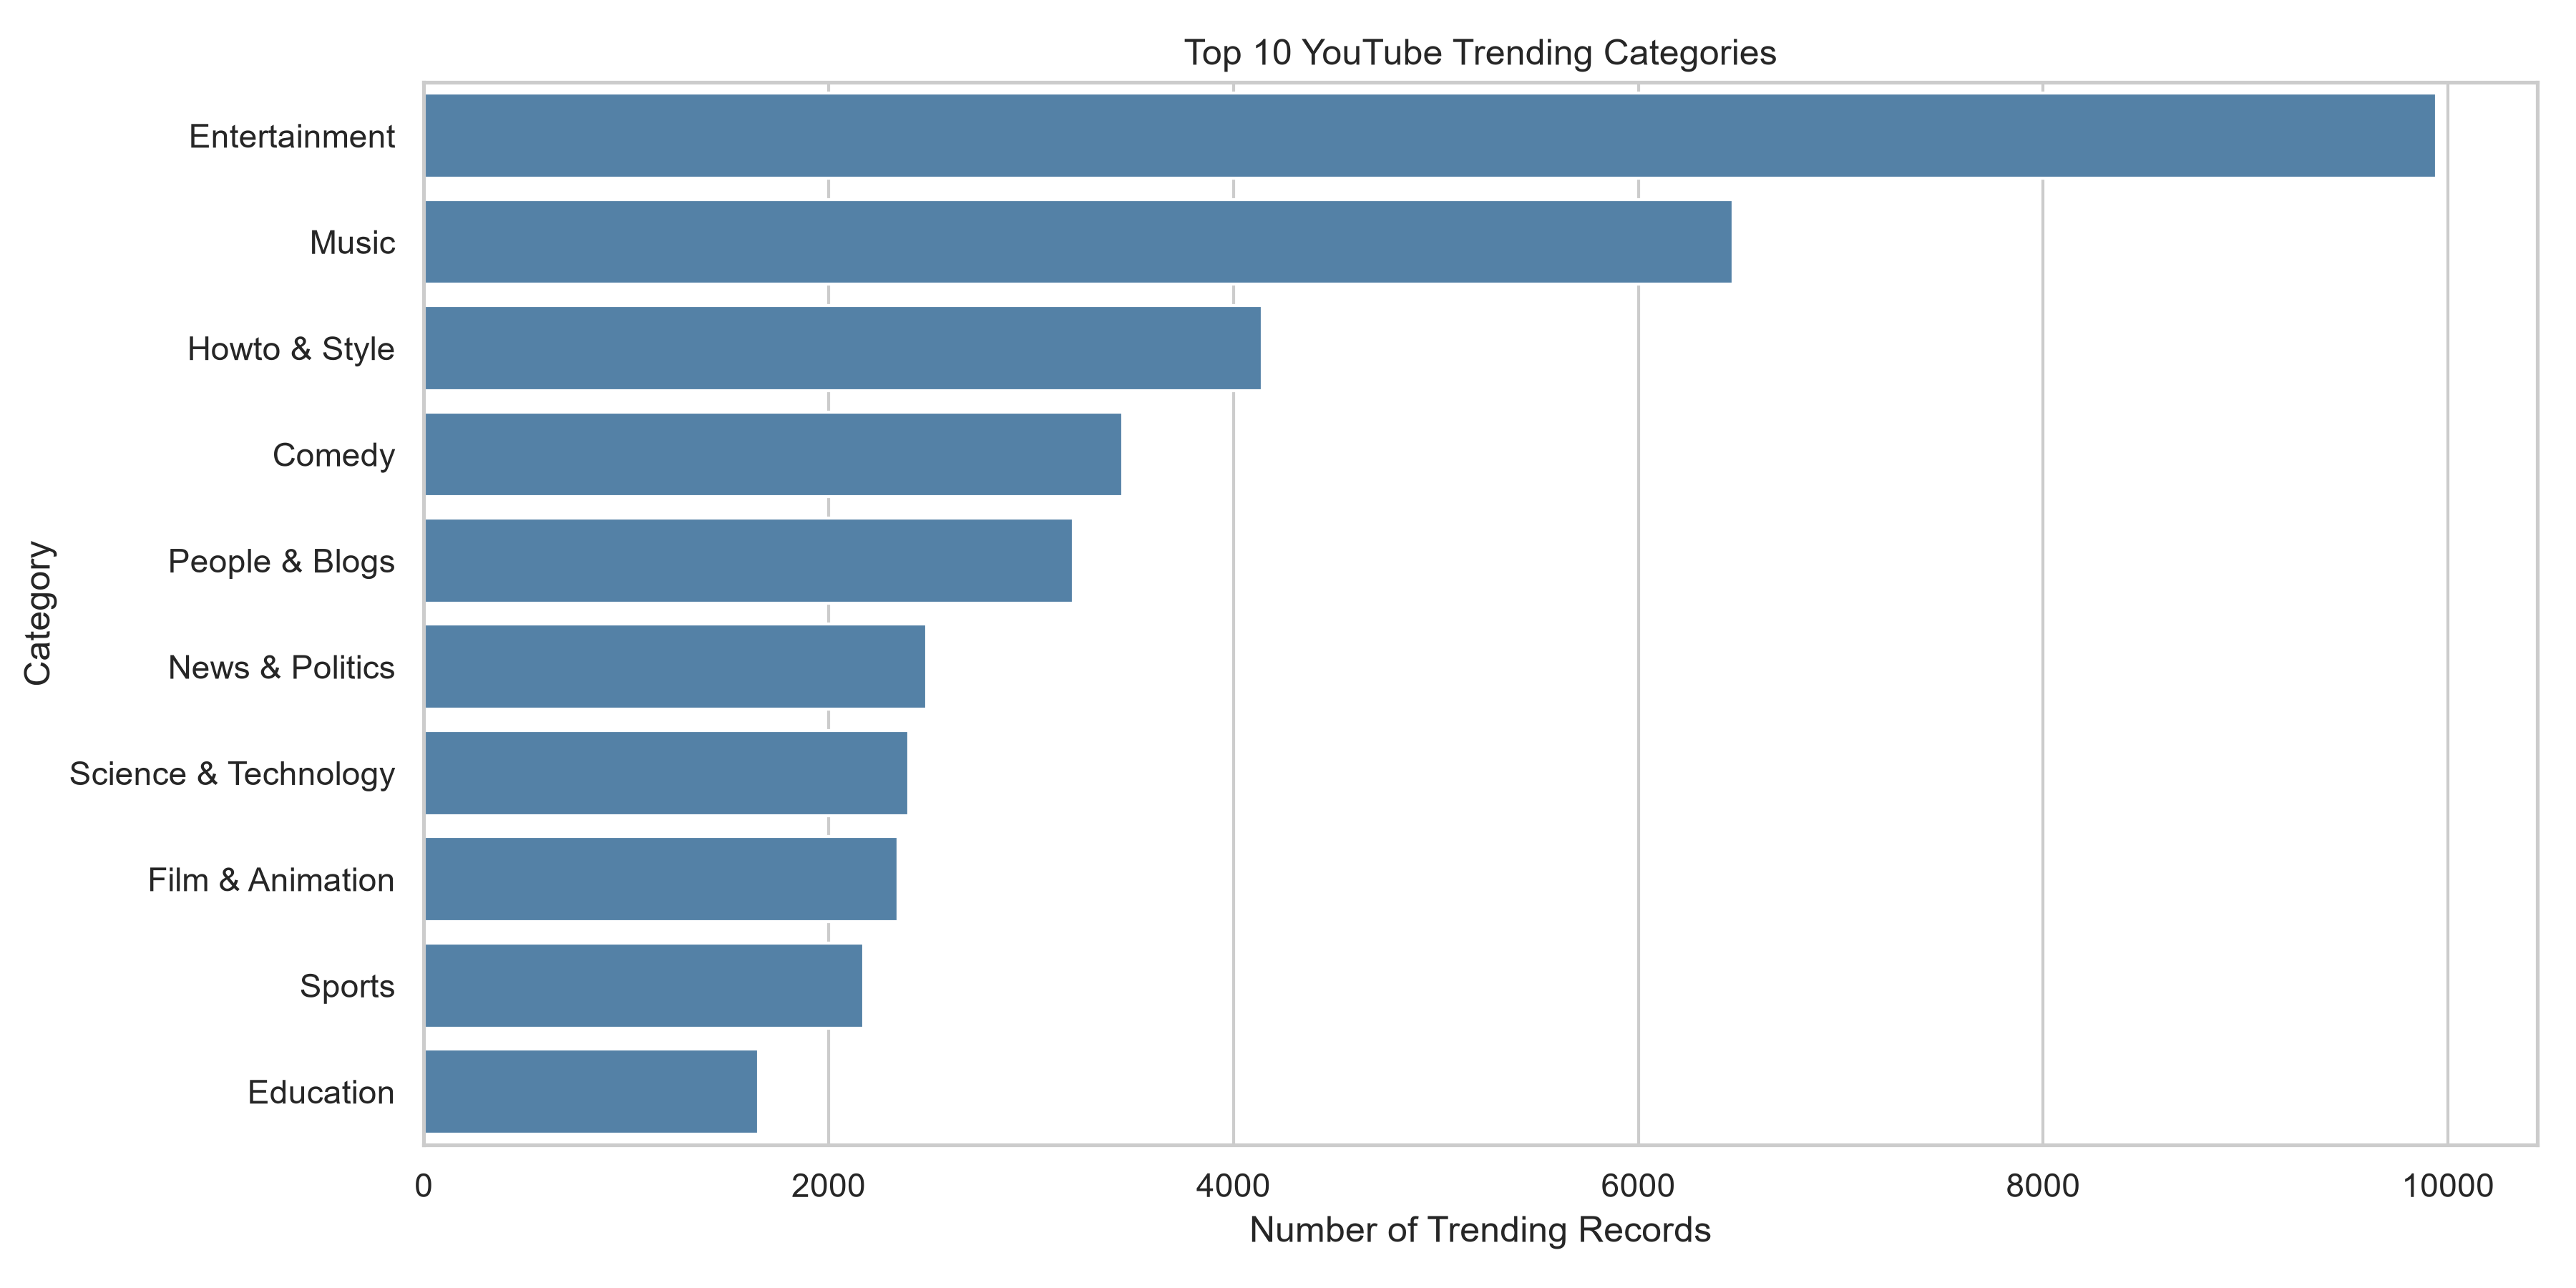 Top 10 YouTube Trending Categories
Category
Entertainment
Music
Howto & Style
Comedy
People & Blogs
News & Politics
Science & Technology
Film & Animation
Sports
Education
0 2000 4000 6000 8000 10000
Number of Trending Records